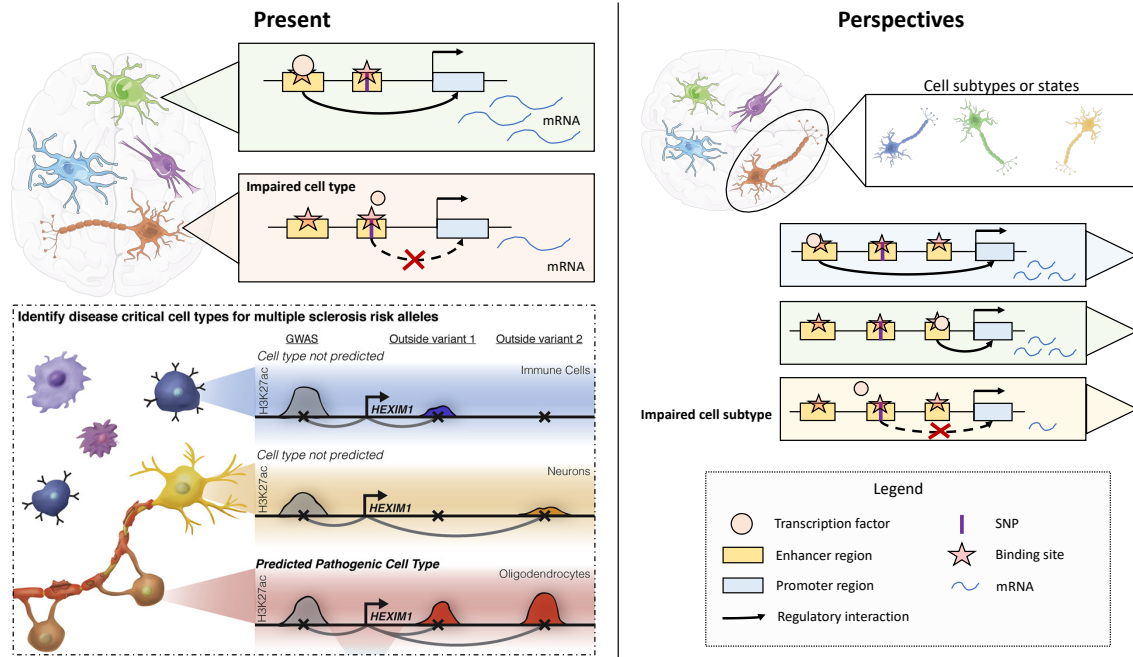 Present
mRNA
Impaired cell type
mRNA
Identify disease critical cell types for multiple sclerosis risk alleles
GWAS
Outside variant 1
Outside variant 2
Cell type not predicted
Immune Cells
H3K27ac
HEXIM1
Cell type not predicted
Neurons
H3K27ac
HEXIM1
Predicted Pathogenic Cell Type
Oligodendrocytes
H3K27ac
HEXIM1
Perspectives
Cell subtypes or states
mRNA
mRNA
Impaired cell subtype
mRNA
Legend
Transcription factor
SNP
Enhancer region
Binding site
Promoter region
mRNA
Regulatory interaction